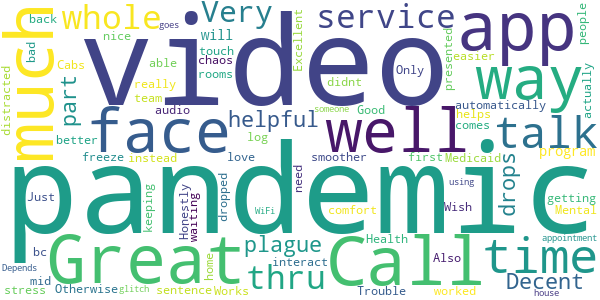 back whole Very service app people
nice will
bad much video touch chaos Excellent Only presented easier way actually
Cabs able rooms didnt
distracted part really team audio Good automatically
face helpful well comes helps talk
better log
freeze instead love smoother first Medicaid program
pandemic
Just keeping Honestly waiting dropped WiFi need someone using drops getting
bc comfort Wish Mental
Great plague Health Also Call time appointment
mid home interact
Depends thru Decent
stress Otherwise glitch sentence Works goes Trouble worked house